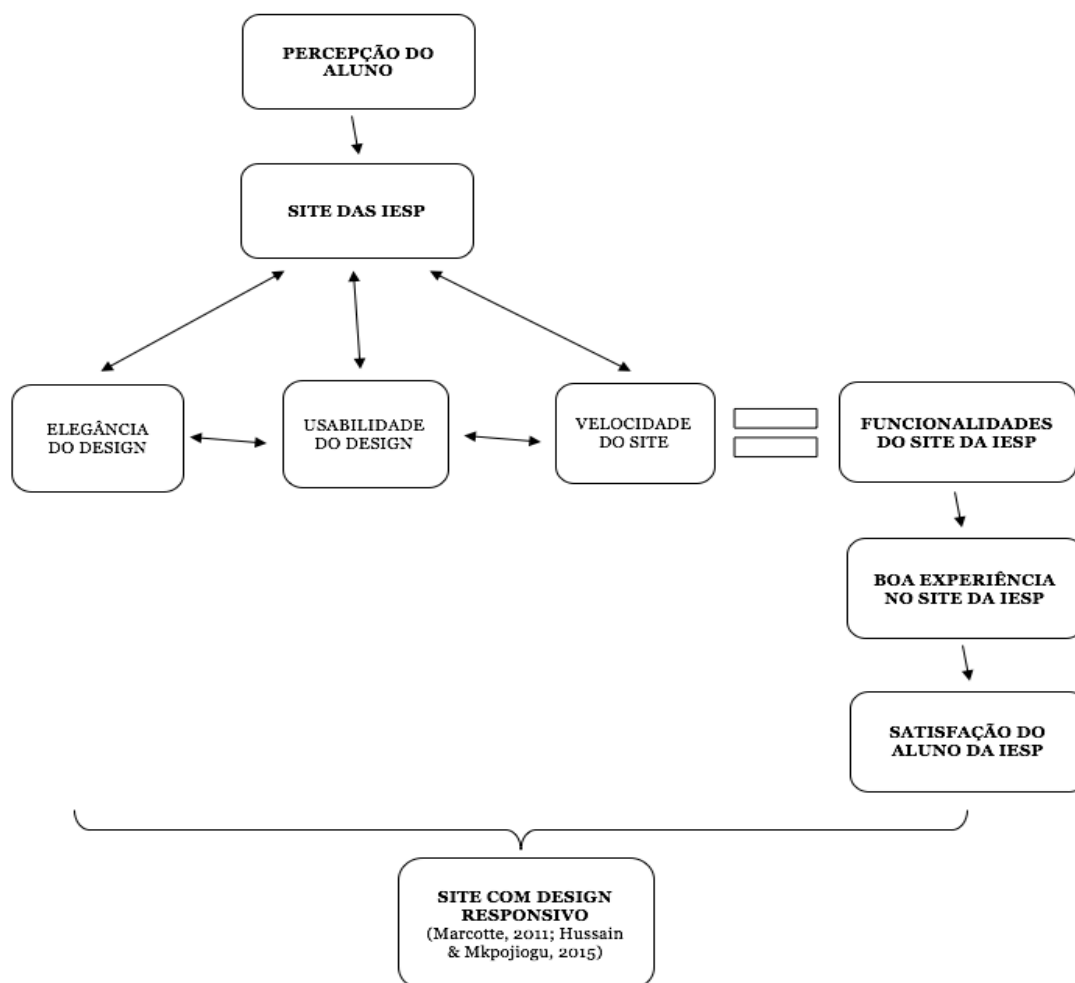 PERCEPÇÃO DO
ALUNO
SITE DAS IESP
ELEGÂNCIA
DO DESIGN
USABILIDADE
DO DESIGN
VELOCIDADE
DO SITE
FUNCIONALIDADES
DO SITE DA IESP
BOA EXPERIÊNCIA
NO SITE DA IESP
SATISFAÇÃO DO
ALUNO DA IESP
SITE COM DESIGN
RESPONSIVO
(Marcotte, 2011; Hussain
& Mkpojiogu, 2015)